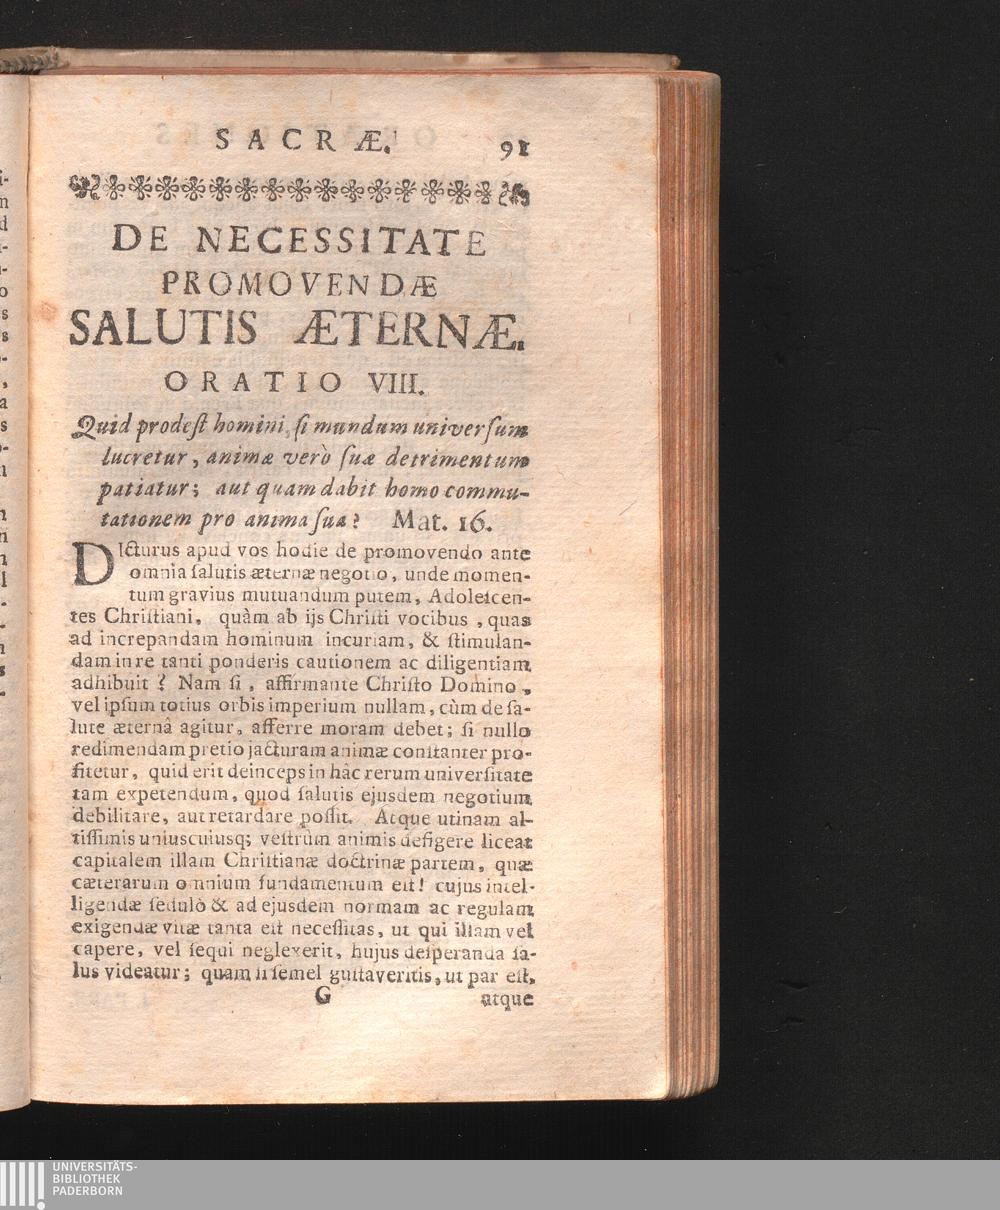 SACRÆ. 91
DE NECESSITATE
PROMOVENDÆ
SALUTIS ÆTERNÆ.
ORATIO VIII.
Quid prodeſt homini, ſi mundum univerſum
lucretur, animæ verò ſuæ detrimentum
patiatur; aut quam dabit homo commu-
tationem pro anima ſua? Mat. 16.
DIcturus apud vos hodie de promovendo ante
omnia ſalutis æternæ negotio, unde momen-
tum gravius mutuandum putem, Adoleſcen-
tes Chriſtiani, quàm ab ijs Chriſti vocibus, quas
ad increpandam hominum incuriam, & ſtimulan-
dam in re tanti ponderis cautionem ac diligentiam
adhibuit? Nam ſi, affirmante Chriſto Domino,
vel ipſum totius orbis imperium nullam, cùm de ſa-
lute æternâ agitur, afferre moram debet; ſi nullo
redimendam pretio jacturam animæ conſtanter pro-
fitetur, quid erit deinceps in hâc rerum univerſitate
tam expetendum, quod ſalutis ejusdem negotium
debilitare, aut retardare poſſit. Atque utinam al-
tiſſimis uniuscuiusq; veſtrùm animis defigere liceat
capitalem illam Chriſtianæ doctrinæ partem, quæ
cæterarum omnium fundamentum eſt! cujus intel-
ligendæ ſedulò & ad ejusdem normam ac regulam
exigendæ vitæ tanta eſt neceſſitas, ut qui illam vel
capere, vel ſequi neglexerit, hujus deſperanda ſa-
lus videatur; quam ſi ſemel guſtaveritis, ut par eſt,
G atque
UNIVERSITÄTS-
BIBLIOTHEK
PADERBORN